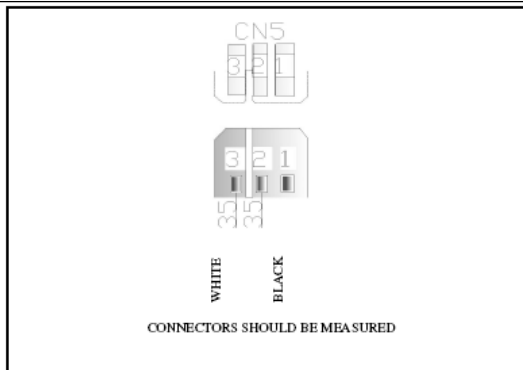 CN5
3 2 1
3 2 1
35 35
WHITE BLACK
CONNECTORS SHOULD BE MEASURED